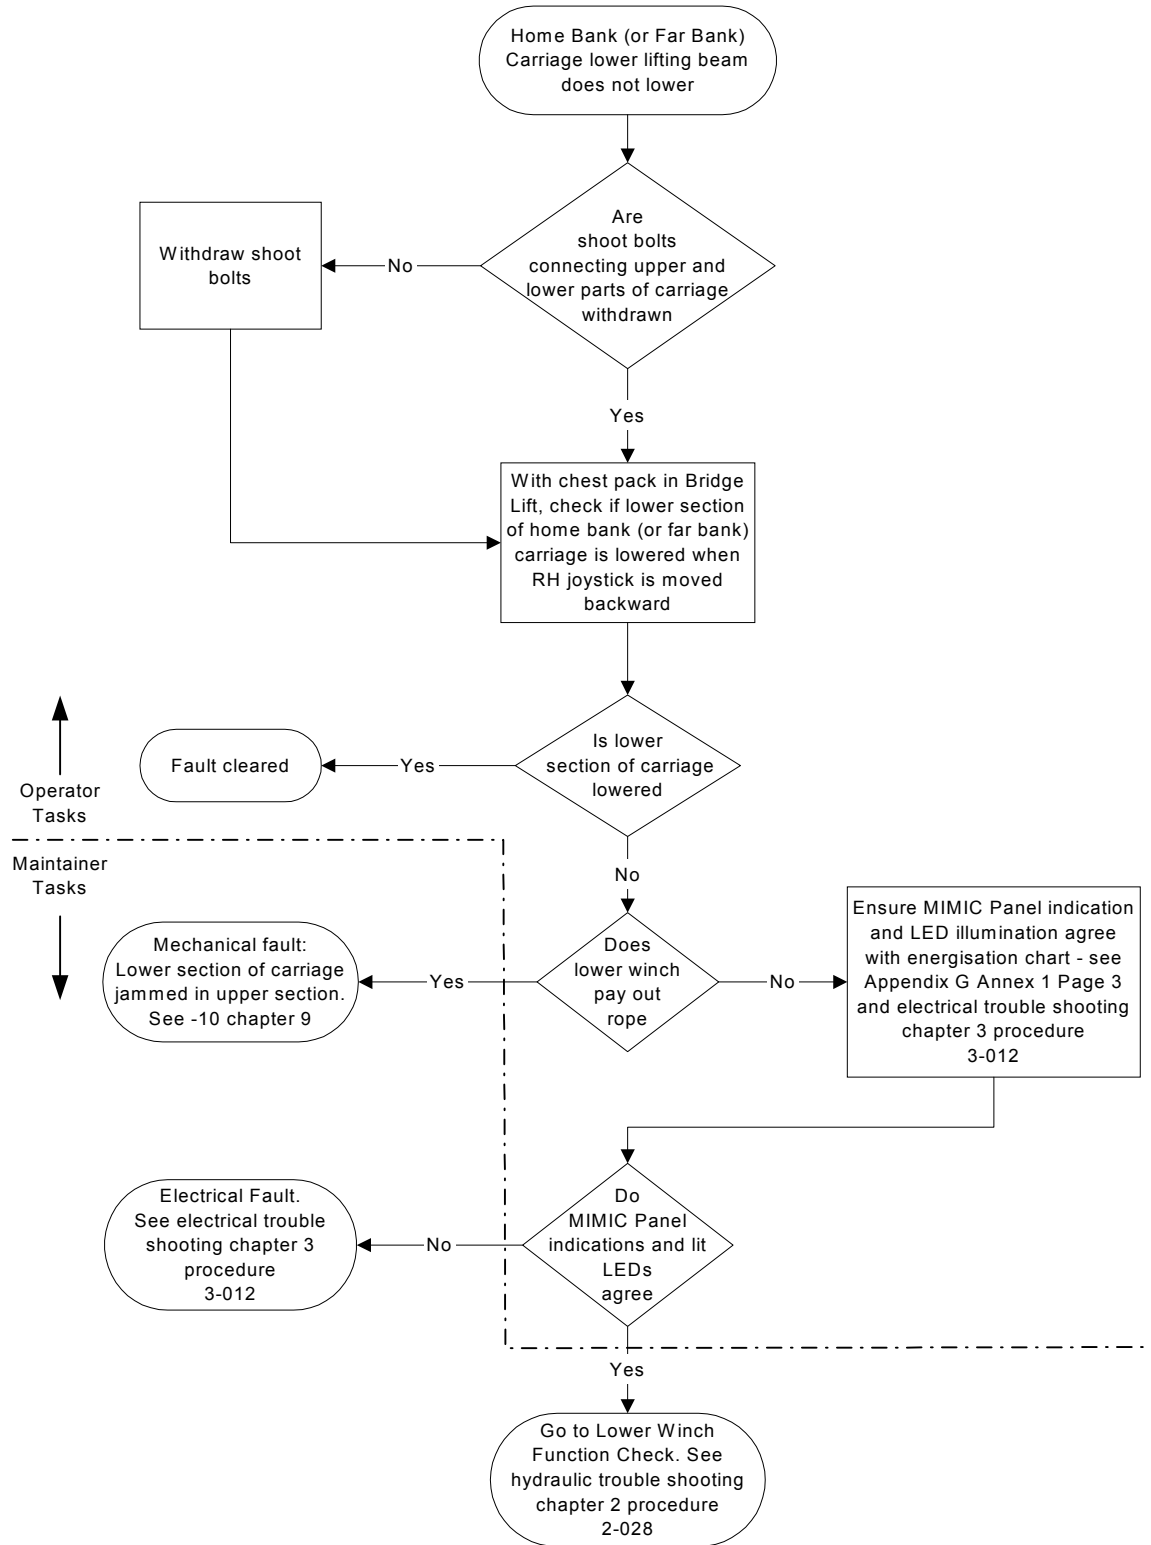 Home Bank (or Far Bank)
Carriage lower lifting beam
does not lower
Are
shoot bolts
connecting upper and
lower parts of carriage
withdrawn
No
Withdraw shoot
bolts
Yes
With chest pack in Bridge
Lift, check if lower section
of home bank (or far bank)
carriage is lowered when
RH joystick is moved
backward
Is lower
section of carriage
lowered
Yes
Fault cleared
Operator
Tasks
Maintainer
Tasks
No
Does
lower winch
pay out
rope
Yes
Mechanical fault:
Lower section of carriage
jammed in upper section.
See -10 chapter 9
No
Ensure MIMIC Panel indication
and LED illumination agree
with energisation chart - see
Appendix G Annex 1 Page 3
and electrical trouble shooting
chapter 3 procedure
3-012
Do
MIMIC Panel
indications and lit
LEDs
agree
No
Electrical Fault.
See electrical trouble
shooting chapter 3
procedure
3-012
Yes
Go to Lower Winch
Function Check. See
hydraulic trouble shooting
chapter 2 procedure
2-028